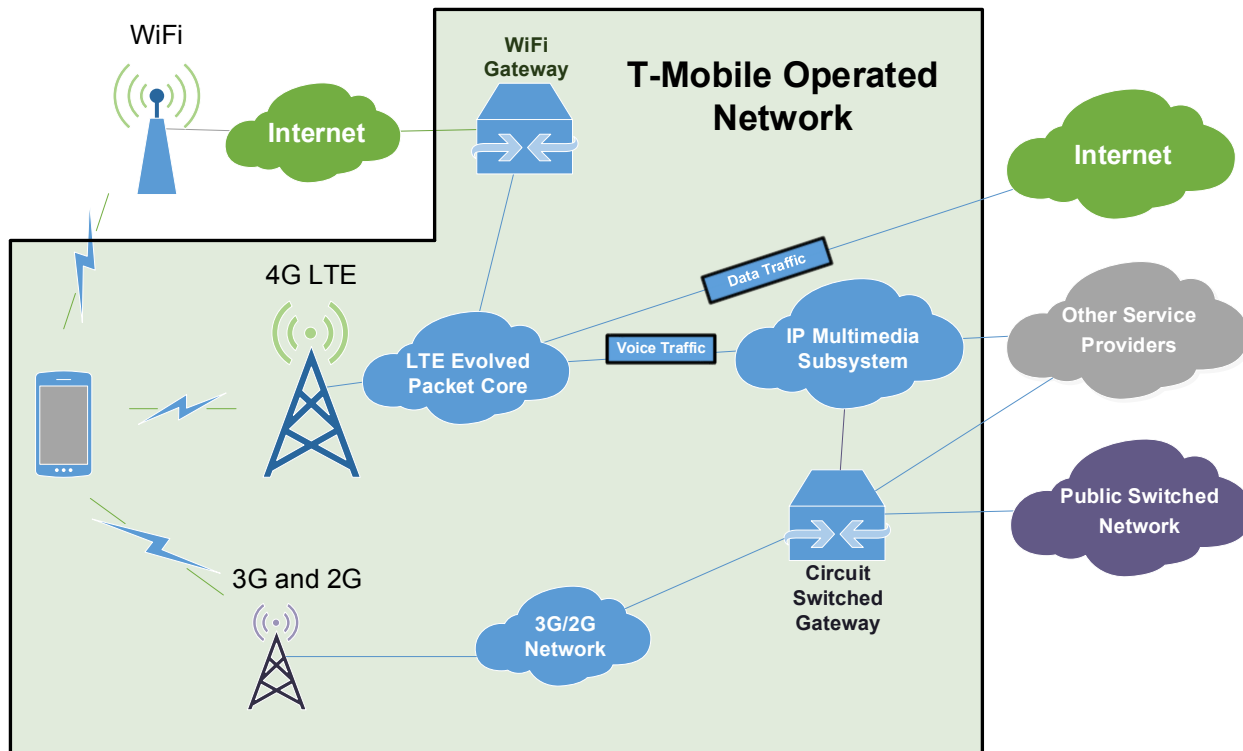 WiFi
Internet
WiFi
Gateway
T-Mobile Operated
Network
Internet
Data Traffic
4G LTE
LTE Evolved
Packet Core
Voice Traffic
IP Multimedia
Subsystem
Other Service
Providers
Public Switched
Network
3G and 2G
3G/2G
Network
Circuit
Switched
Gateway